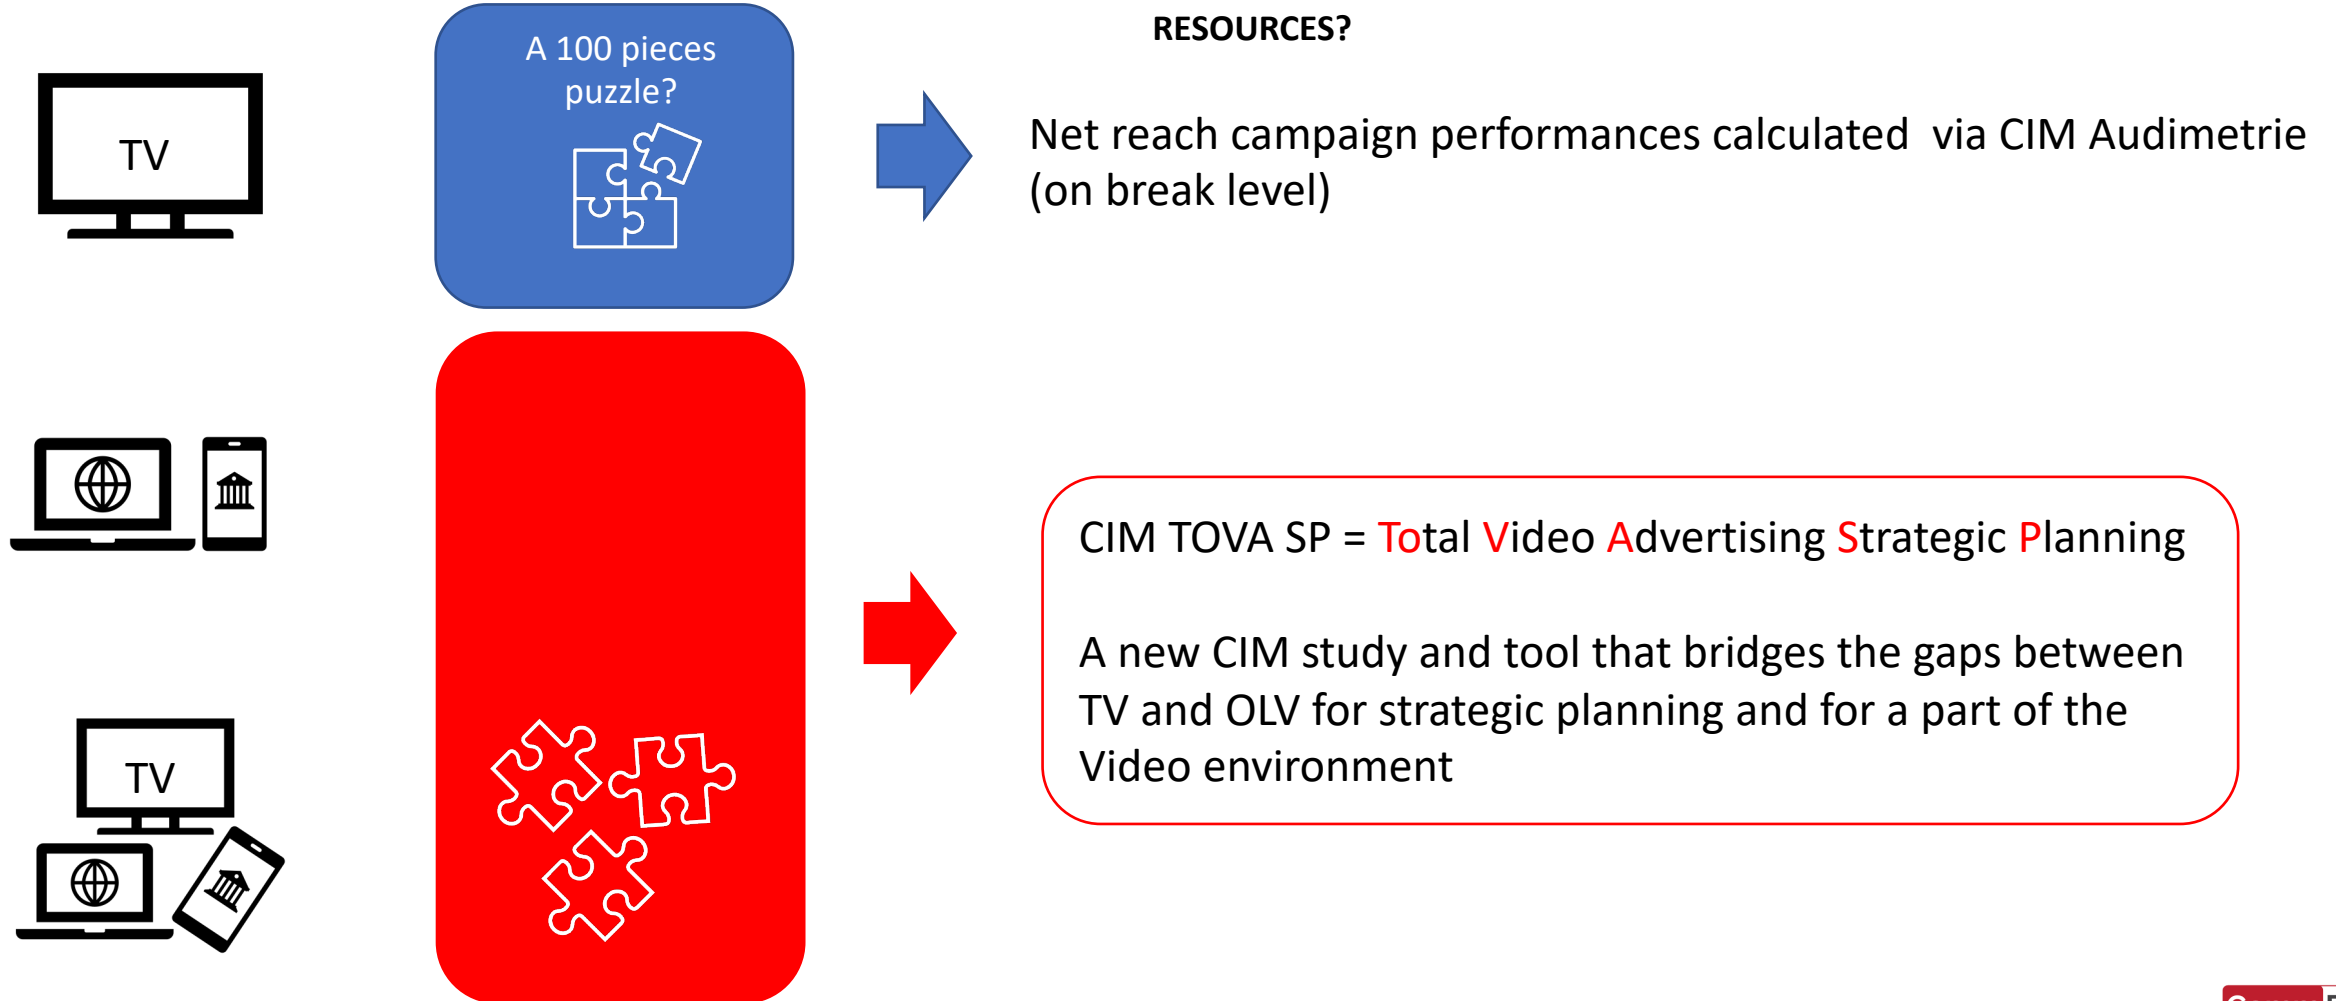 RESOURCES?
A 100 pieces
puzzle?
TV
Net reach campaign performances calculated via CIM Audimetrie
(on break level)
CIM TOVA SP = Total Video Advertising Strategic Planning
A new CIM study and tool that bridges the gaps between
TV and OLV for strategic planning and for a part of the
Video environment
TV